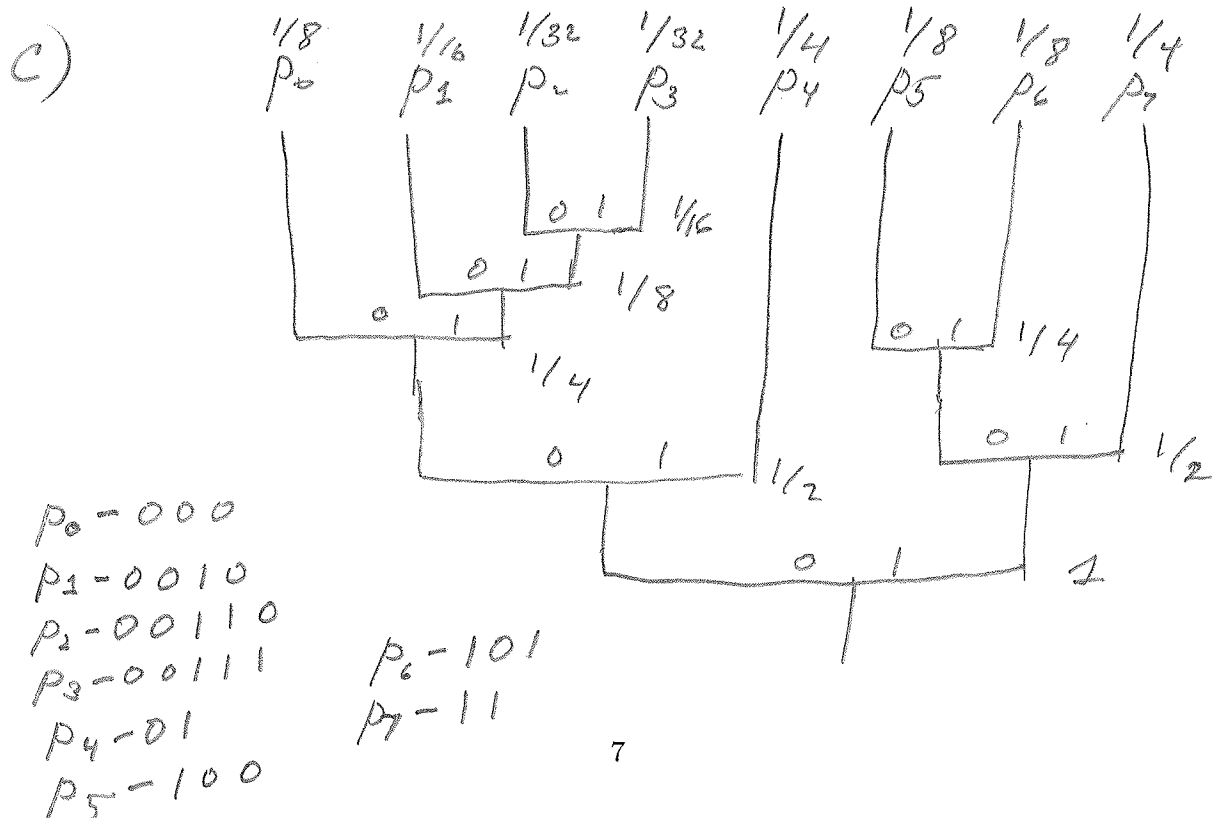 C)
1/8 1/16 1/32 1/32 1/4 1/8 1/8 1/4
P0 P1 P2 P3 P4 P5 P6 P7
0 1 1/16
0 1 1/8
0 1 1/4
0 1 1/4
0 1 1/2
0 1 1/2
0 1 1
P0 - 000
P1 - 0010
P2 - 00110
P3 - 00111
P4 - 01
P5 - 100
P6 - 101
P7 - 11
7